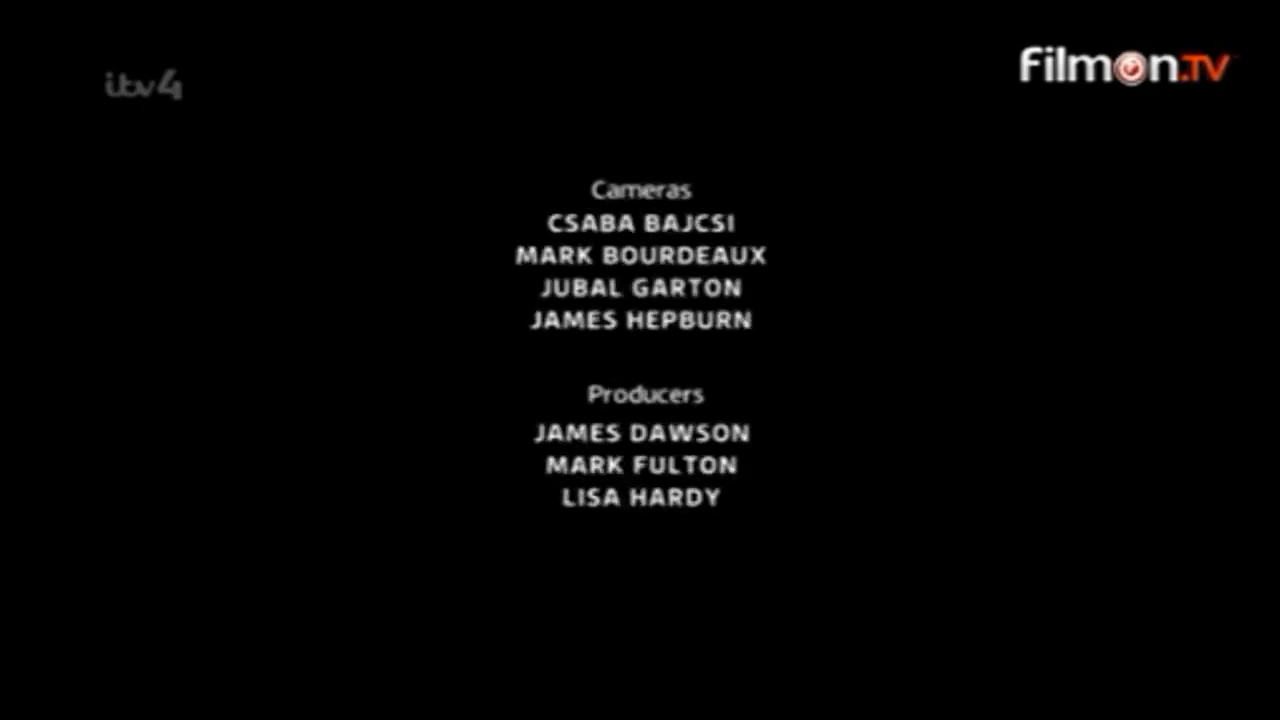 itv4
Filmon.TV
Cameras
CSABA BAJCSI
MARK BOURDEAUX
JUBAL GARTON
JAMES HEPBURN
Producers
JAMES DAWSON
MARK FULTON
LISA HARDY